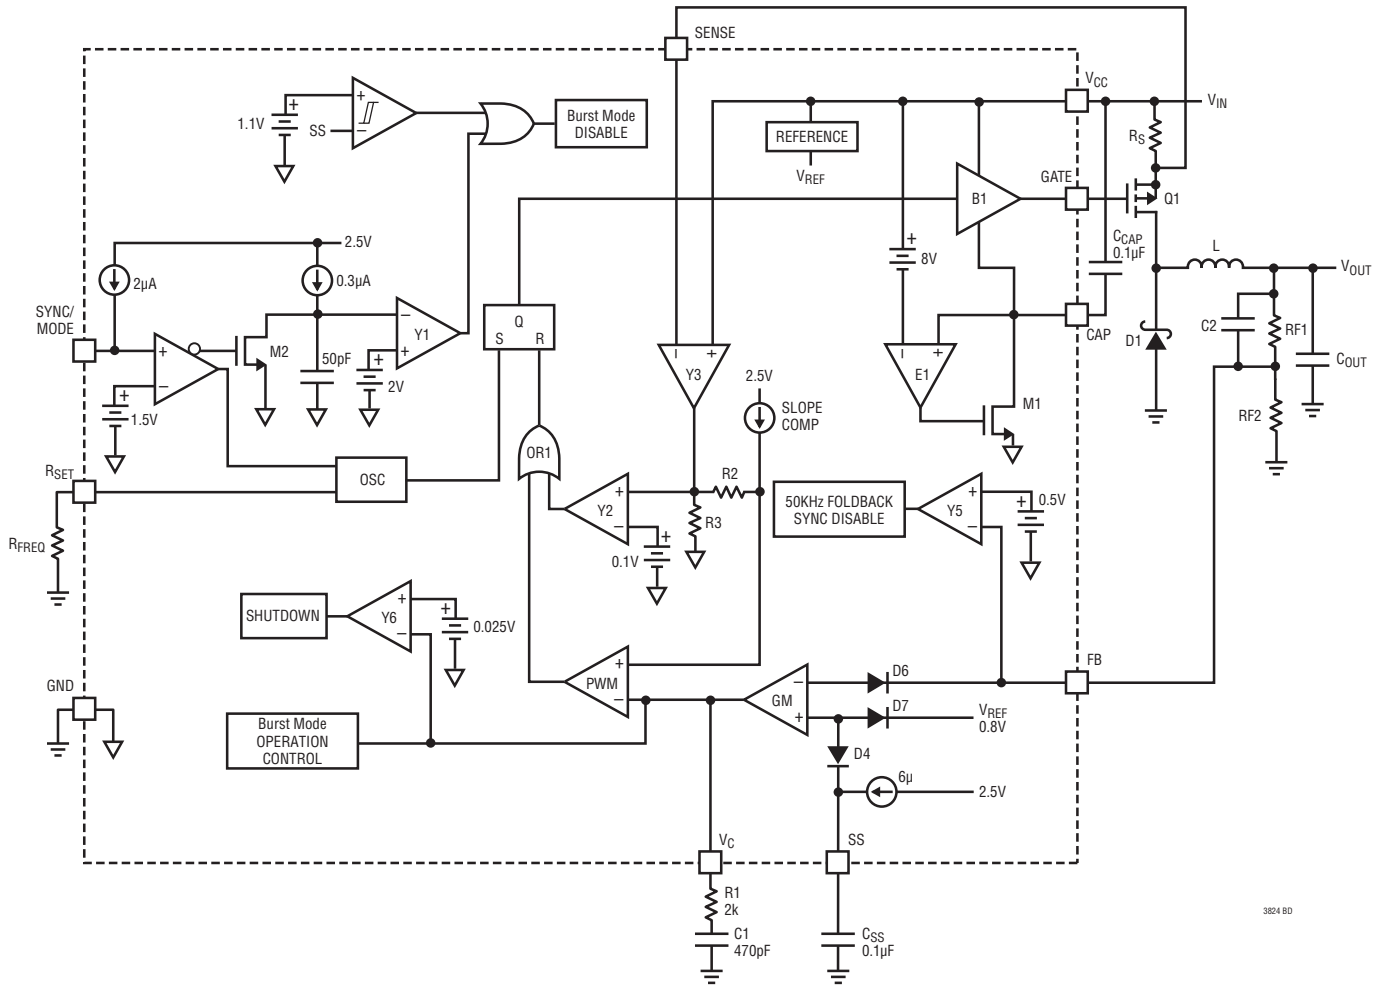 SENSE
VCC
VIN
+
1.1V
+
SS
−
Burst Mode
DISABLE
REFERENCE
VREF
RS
GATE
B1
Q1
2.5V
2µA
0.3µA
+
8V
CCAP
0.1µF
L
VOUT
SYNC/
MODE
−
Y1
+
Q
S R
CAP
C2
RF1
D1
COUT
+
−
M2
50pF
+
2V
− +
Y3
− +
E1
2.5V
SLOPE
COMP
M1
RF2
+
1.5V
RSET
OSC
OR1
R2
+
Y2
−
R3
+
0.1V
50KHz FOLDBACK
SYNC DISABLE
+
Y5
−
+
0.5V
RFREQ
SHUTDOWN
+
Y6
−
+
0.025V
GND
+
PWM
−
−
GM
+
D6
FB
D7
VREF
0.8V
Burst Mode
OPERATION
CONTROL
D4
6µ
2.5V
VC
SS
R1
2k
C1
470pF
CSS
0.1µF
3824 BD